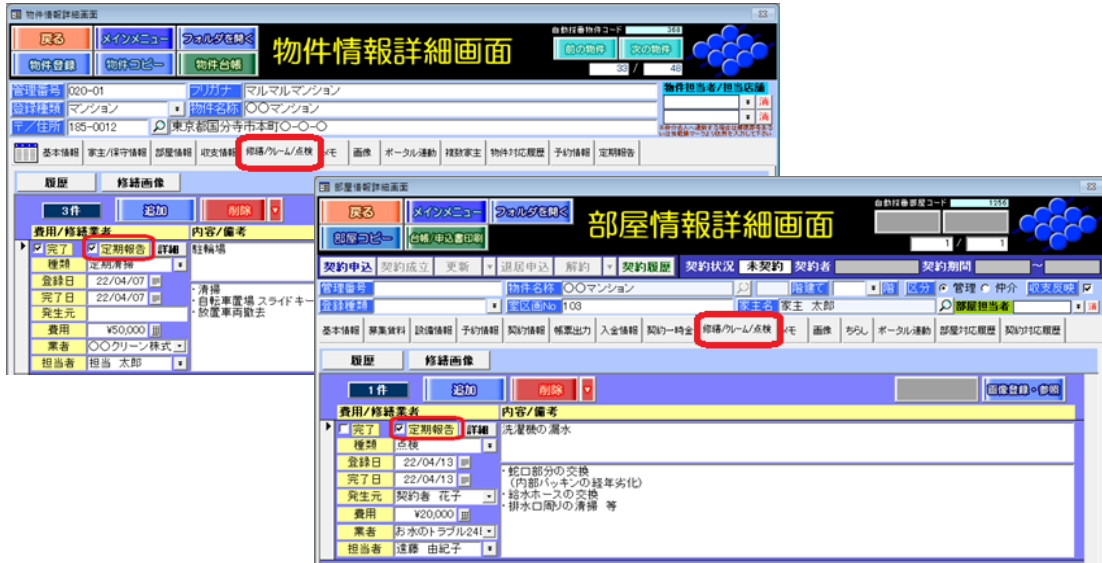 物件情報詳細画面
戻る メインメニュー フォルダを開く
物件登録 物件コピー 物件台帳
物件情報詳細画面
自動採番物件コード 368
前の物件 次の物件
33 / 48
管理番号 020-01 フリガナ マルマルマンション
登録種類 マンション 物件名称 〇〇マンション
〒/住所 185-0012 東京都国分寺市本町〇-〇-〇
物件担当者/担当店舗
消
消
基本情報 家主/保守情報 部屋情報 収支情報 修繕/クレーム/点検 メモ 画像 ポータル連動 複数家主 物件対応履歴 予約情報 定期報告
履歴 修繕画像
3件 追加 削除
費用/修繕業者 内容/備考
完了 定期報告 詳細 駐輪場
種類 定期清掃
登録日 22/04/07
完了日 22/04/07
発生元
費用 ¥50,000
業者 〇〇クリーン株式
担当者 担当 太郎
・清掃
・自転車置場 スライドキー
・放置車両撤去
部屋情報詳細画面
戻る メインメニュー フォルダを開く
部屋コピー 台帳/申込書印刷
部屋情報詳細画面
自動採番部屋コード 1256
1 / 1
契約申込 契約成立 更新 退居申込 解約 契約履歴 契約状況 未契約 契約者 契約期間 ～
管理番号 物件名称 〇〇マンション 階建て 階 区分 管理 仲介 収支反映
登録種類 室区画No 103 家主名 家主 太郎 部屋担当者 消
基本情報 募集賃料 設備情報 予約情報 契約情報 帳票出力 入金情報 契約一時金 修繕/クレーム/点検 メモ 画像 ちらし ポータル連動 部屋対応履歴 契約対応履歴
履歴 修繕画像
1件 追加 削除 画像登録・参照
費用/修繕業者 内容/備考
完了 定期報告 詳細 洗濯機の漏水
種類 点検
登録日 22/04/13
完了日 22/04/13
発生元 契約者 花子
費用 ¥20,000
業者 お水のトラブル24
担当者 遠藤 由紀子
・蛇口部分の交換
（内部パッキンの経年劣化）
・給水ホースの交換
・排水口周りの清掃 等